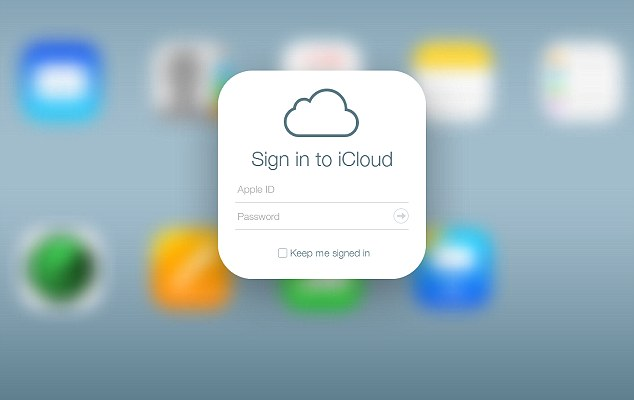 Sign in to iCloud
Apple ID
Password
Keep me signed in